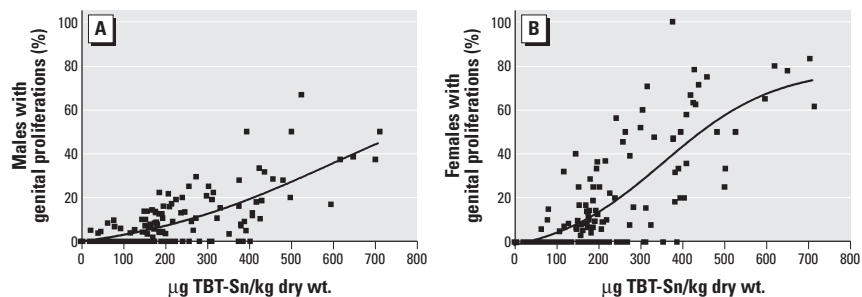 A
Males with
genital proliferations (%)
100
80
60
40
20
0
0 100 200 300 400 500 600 700 800
μg TBT-Sn/kg dry wt.
B
Females with
genital proliferations (%)
100
80
60
40
20
0
0 100 200 300 400 500 600 700 800
μg TBT-Sn/kg dry wt.